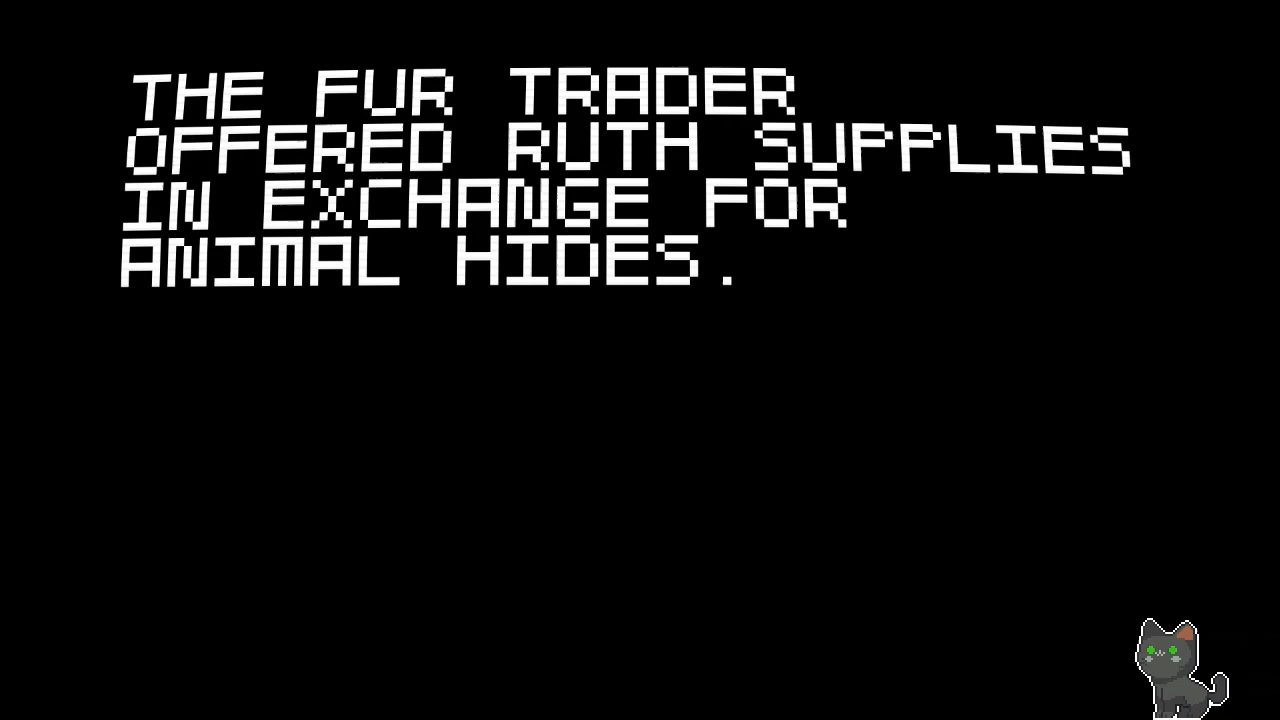 THE FUR TRADER
OFFERED RUTH SUPPLIES
IN EXCHANGE FOR
ANIMAL HIDES.